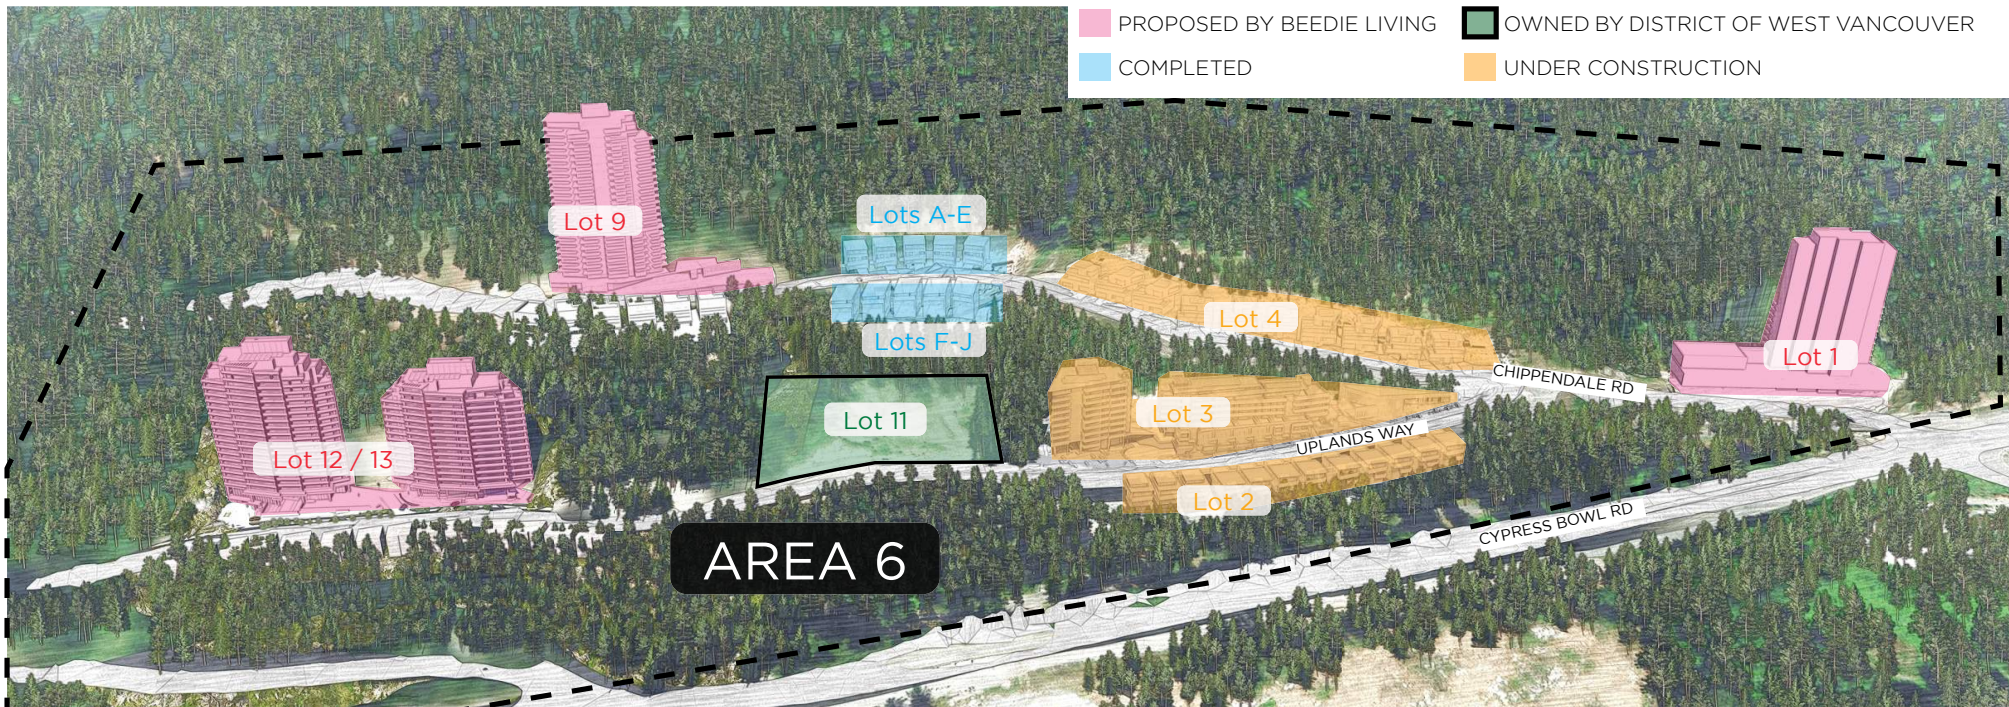 PROPOSED BY BEEDIE LIVING
OWNED BY DISTRICT OF WEST VANCOUVER
COMPLETED
UNDER CONSTRUCTION
Lot 9
Lots A-E
Lot 4
Lots F-J
Lot 1
CHIPPENDALE RD
Lot 11
Lot 3
UPLANDS WAY
Lot 12 / 13
Lot 2
CYPRESS BOWL RD
AREA 6